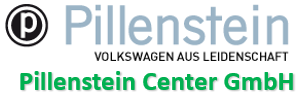 p Pillenstein
VOLKSWAGEN AUS LEIDENSCHAFT
Pillenstein Center GmbH